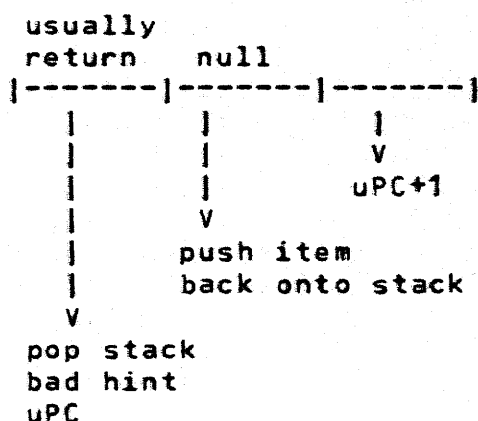 usually
return null
|-------|-------|-------|
uPC+1
push item
back onto stack
pop stack
bad hint
uPC